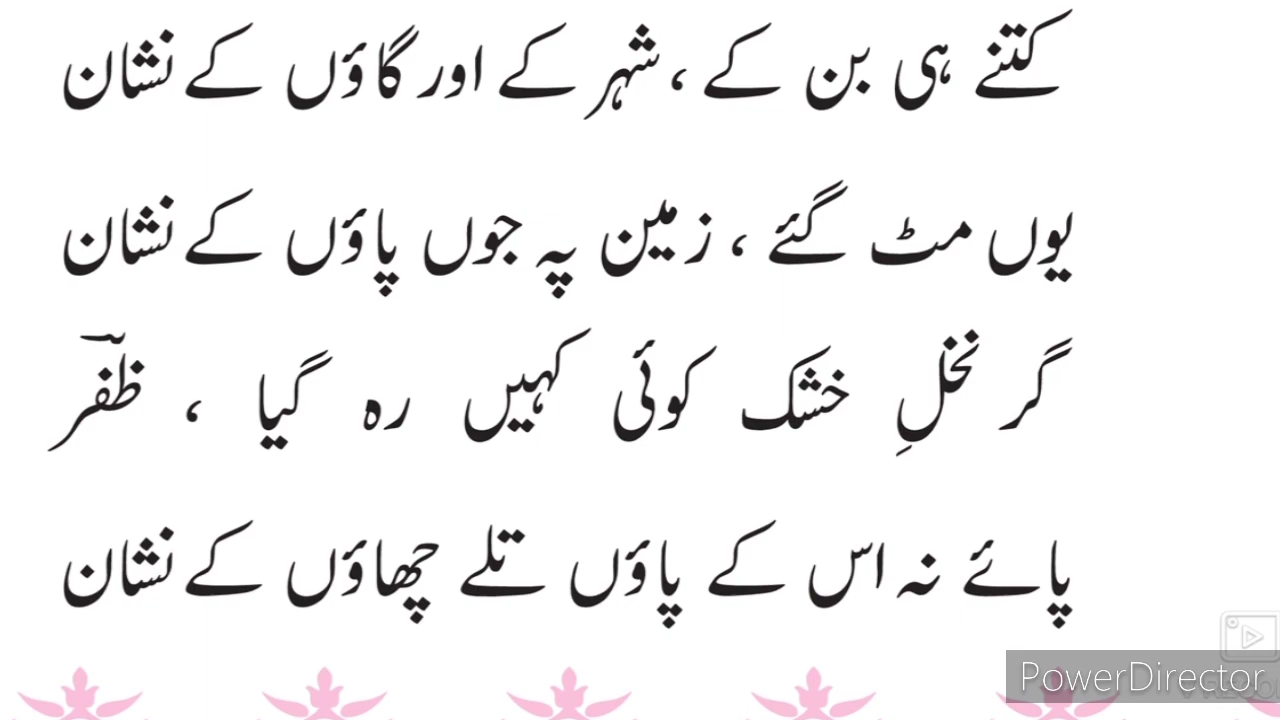 کتنے ہی بن کے ، شہر کے اور گاؤں کے نشان
یوں مٹ گئے ، زمین پہ جوں پاؤں کے نشان
گر نخلِ خشک کوئی کہیں رہ گیا ، ظفرؔ
پائے نہ اس کے پاؤں تلے چھاؤں کے نشان
PowerDirector